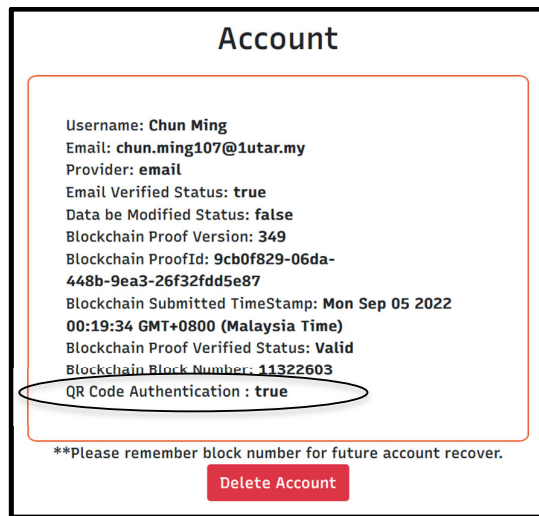 Account
Username: Chun Ming
Email: chun.ming107@1utar.my
Provider: email
Email Verified Status: true
Data be Modified Status: false
Blockchain Proof Version: 349
Blockchain ProofId: 9cb0f829-06da-
448b-9ea3-26f32fdd5e87
Blockchain Submitted TimeStamp: Mon Sep 05 2022
00:19:34 GMT+0800 (Malaysia Time)
Blockchain Proof Verified Status: Valid
Blockchain Block Number: 11322603
QR Code Authentication : true
**Please remember block number for future account recover.
Delete Account